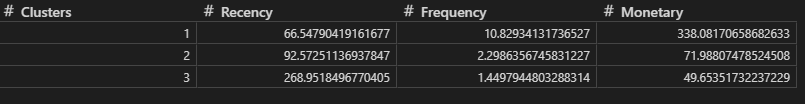 # Clusters # Recency # Frequency # Monetary
1 66.54790419161677 10.82934131736527 338.08170658682633
2 92.57251136937847 2.2986356745831227 71.98807478524508
3 268.9518496770405 1.4497944803288314 49.65351732237229